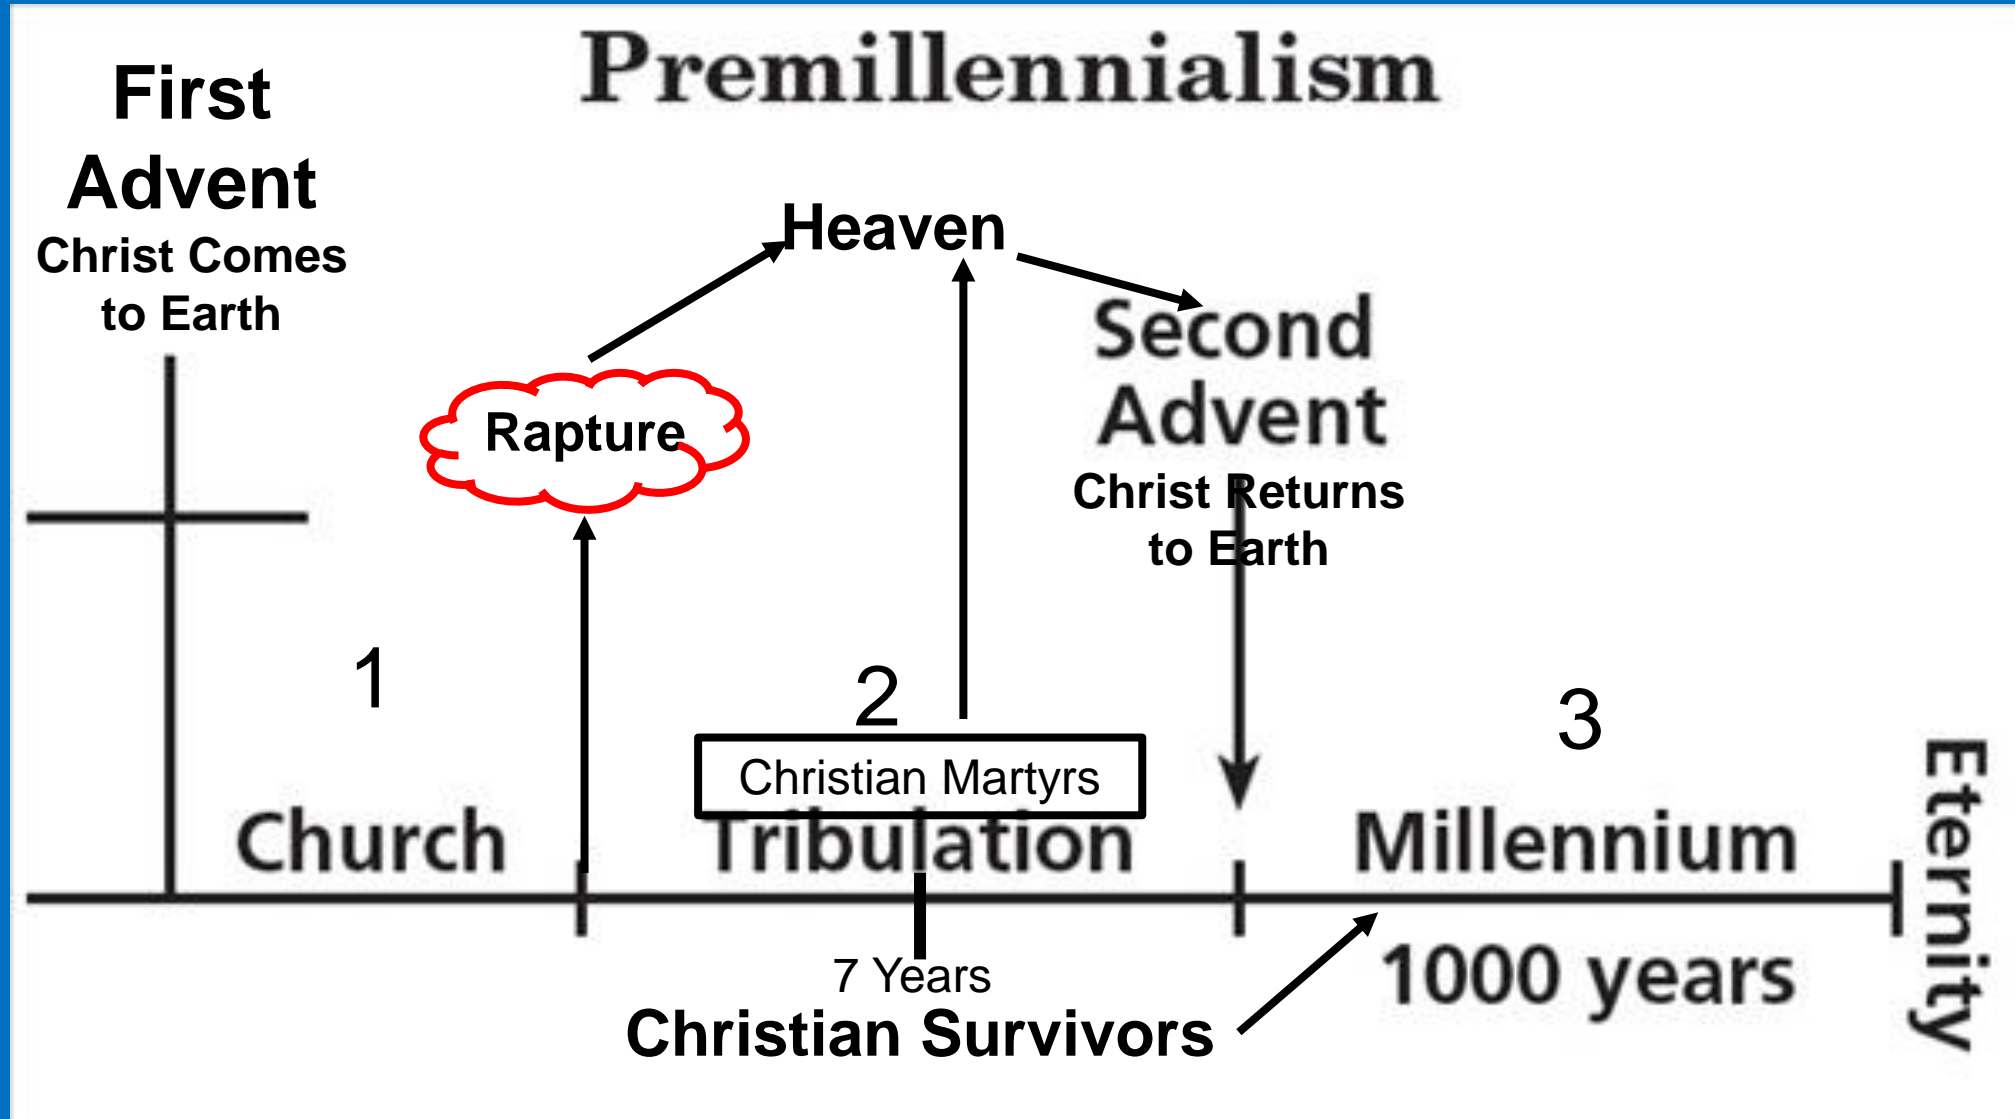 Premillennialism
First
Advent
Christ Comes
to Earth
Heaven
Rapture
Second
Advent
Christ Returns
to Earth
1
2
3
Christian Martyrs
Church
Tribulation
Millennium
7 Years
1000 years
Christian Survivors
Eternity